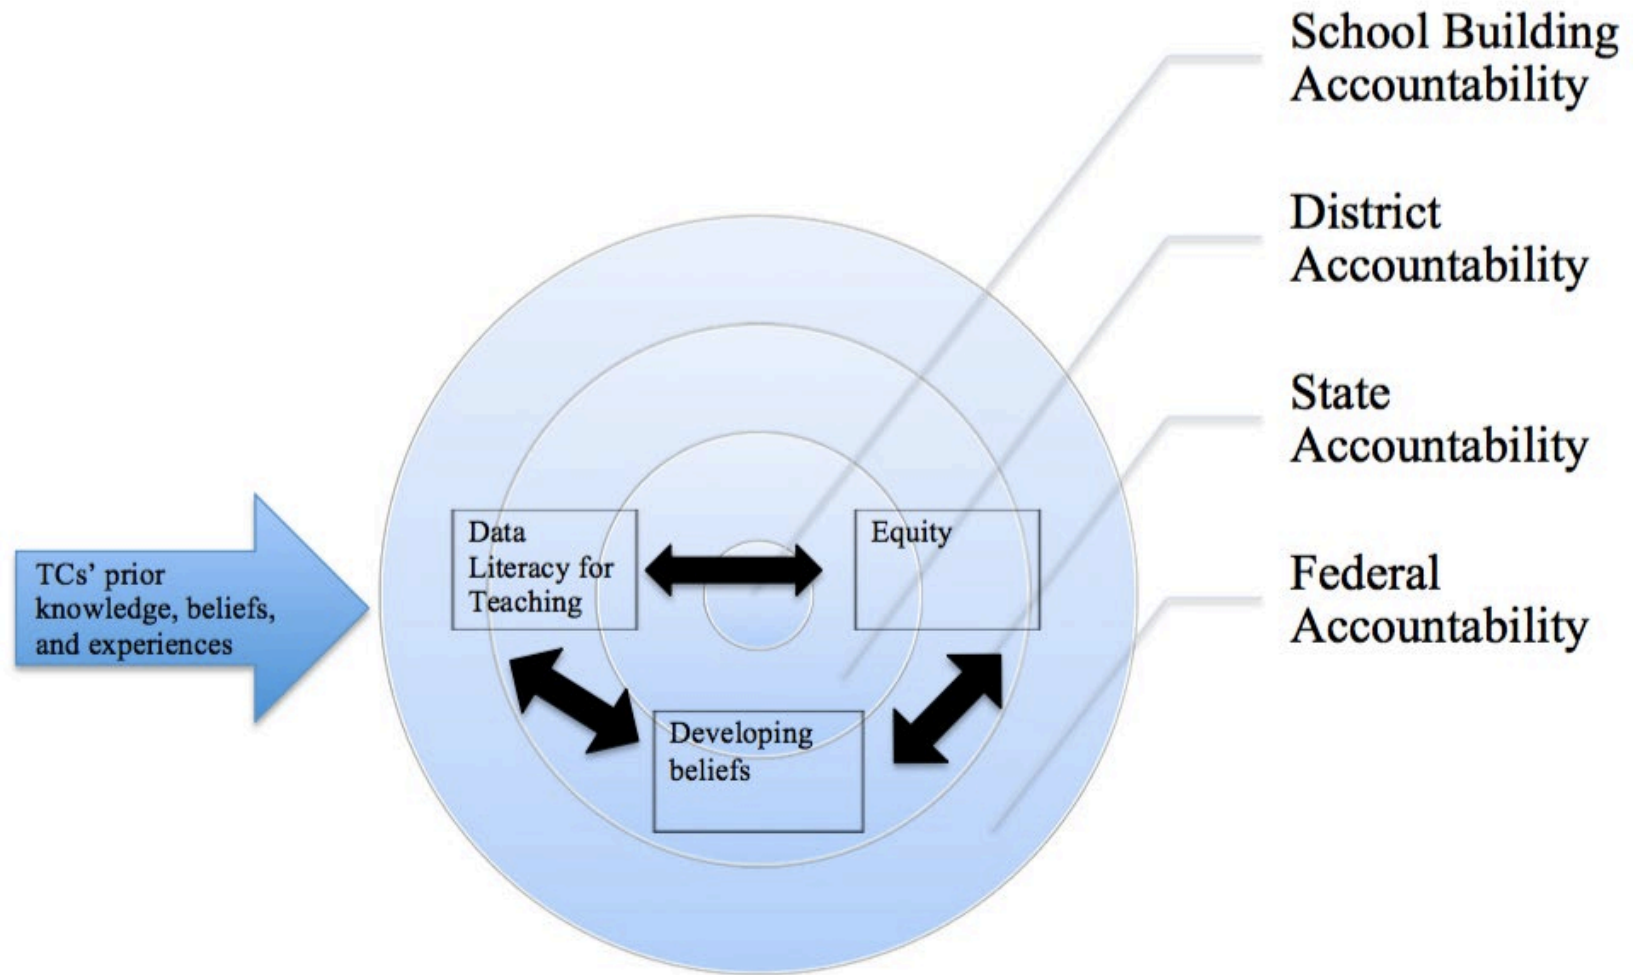 School Building
Accountability
District
Accountability
State
Accountability
Federal
Accountability
Data
Literacy for
Teaching
Equity
TCs' prior
knowledge, beliefs,
and experiences
Developing
beliefs